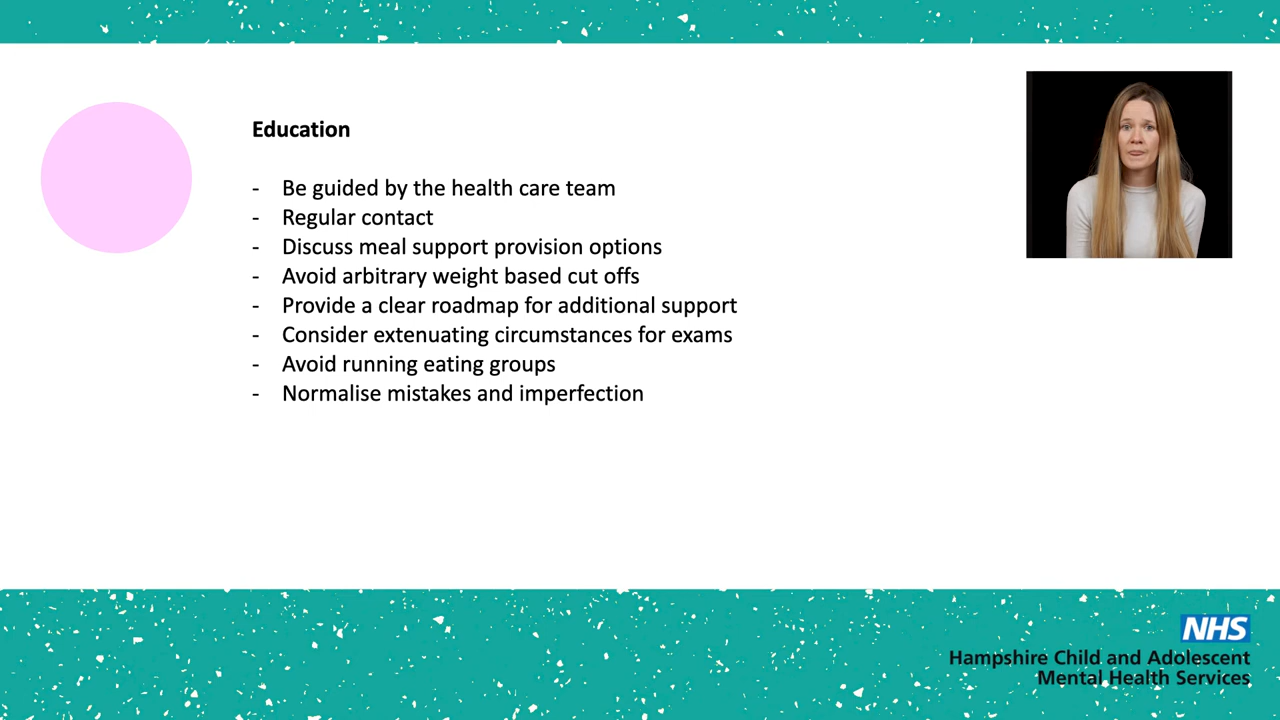 Education
- Be guided by the health care team
- Regular contact
- Discuss meal support provision options
- Avoid arbitrary weight based cut offs
- Provide a clear roadmap for additional support
- Consider extenuating circumstances for exams
- Avoid running eating groups
- Normalise mistakes and imperfection
NHS
Hampshire Child and Adolescent
Mental Health Services